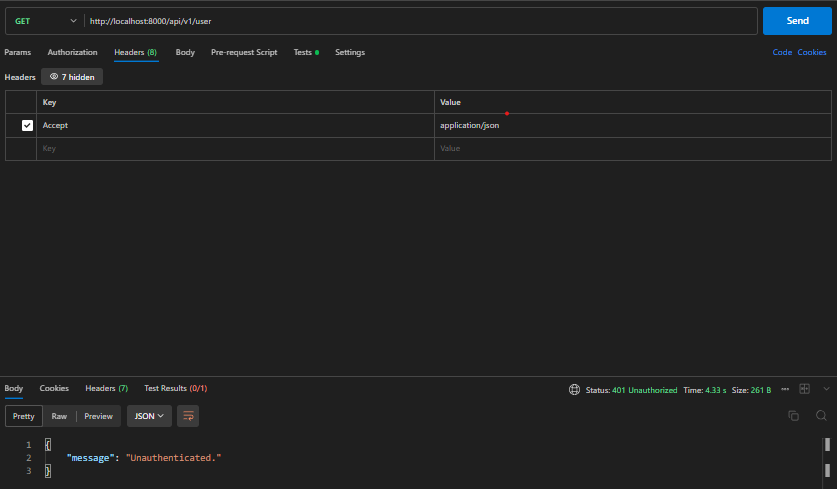 GET http://localhost:8000/api/v1/user Send
Params Authorization Headers (8) Body Pre-request Script Tests Settings Code Cookies
Headers 7 hidden
Key Value
Accept application/json
Key Value
Body Cookies Headers (7) Test Results (0/1) Status: 401 Unauthorized Time: 4.33 s Size: 261 B
Pretty Raw Preview JSON
1 {
2 "message": "Unauthenticated."
3 }